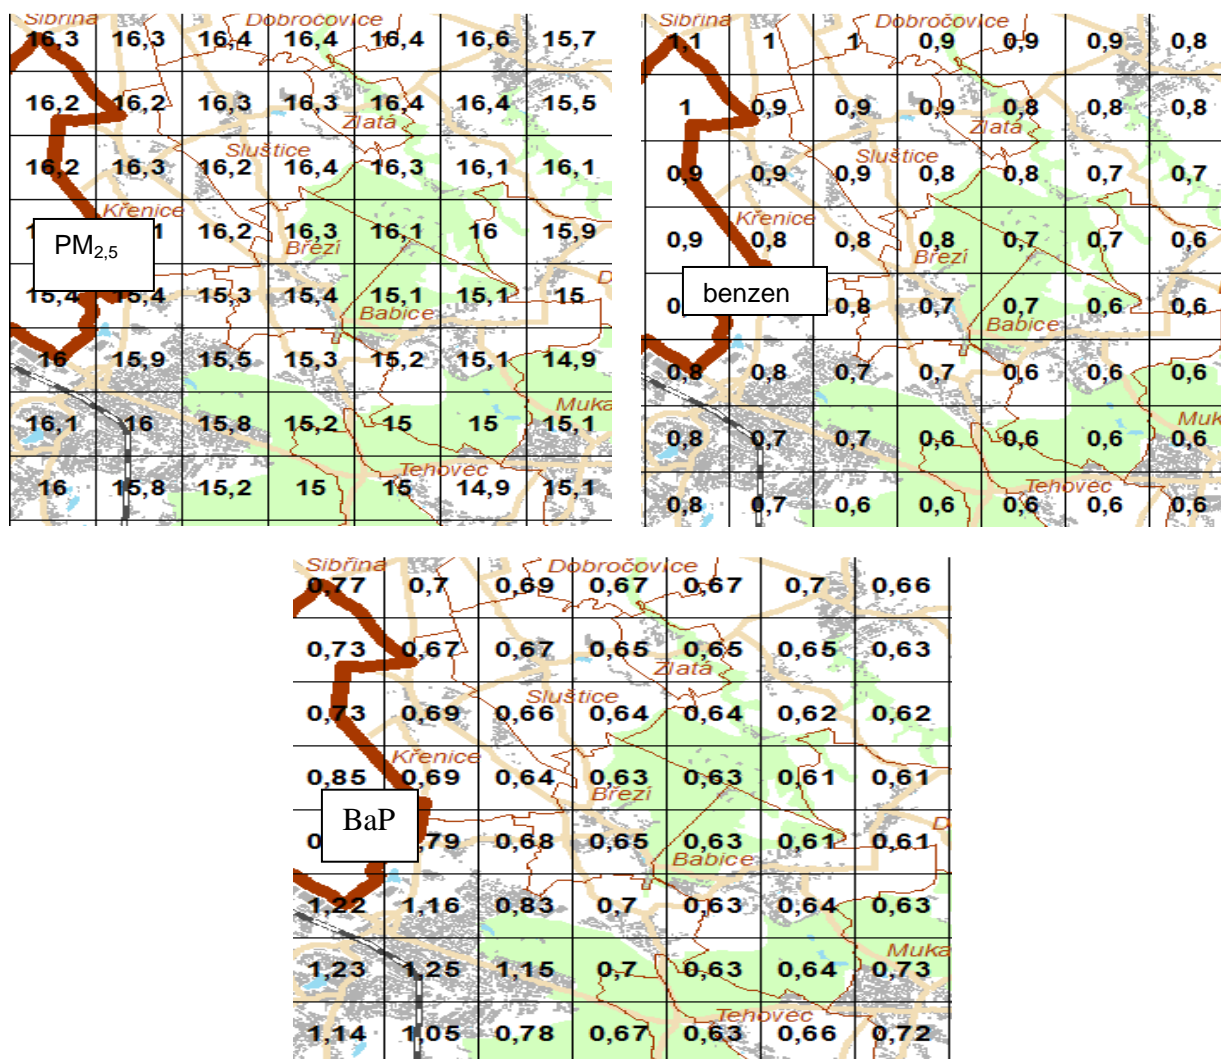 Sibřina Dobročovice
16,3 16,3 16,4 16,4 16,4 16,6 15,7
16,2 16,2 16,3 16,3 16,4 16,4 15,5
Zlatá
Sluštice
16,2 16,3 16,2 16,4 16,3 16,1 16,1
Křenice
16,2 16,3 16,1 16 15,9
PM2,5
Březí
15,4 15,4 15,3 15,4 15,1 15,1 15
Babice
16 15,9 15,5 15,3 15,2 15,1 14,9
Muka
16,1 16 15,8 15,2 15 15 15,1
Tehovec
16 15,8 15,2 15 15 14,9 15,1
Sibřina Dobročovice
1,1 1 1 0,9 0,9 0,9 0,8
1 0,9 0,9 0,9 0,8 0,8 0,8
Zlatá
Sluštice
0,9 0,9 0,9 0,8 0,8 0,7 0,7
Křenice
0,9 0,8 0,8 0,8 0,7 0,7 0,6
Březí
benzen
0,8 0,7 0,7 0,6 0,6
Babice
0,8 0,8 0,7 0,7 0,6 0,6 0,6
Muk
0,8 0,7 0,7 0,6 0,6 0,6 0,6
Tehovec
0,8 0,7 0,6 0,6 0,6 0,6 0,6
Sibřina Dobročovice
0,77 0,7 0,69 0,67 0,67 0,7 0,66
0,73 0,67 0,67 0,65 0,65 0,65 0,63
Zlatá
Sluštice
0,73 0,69 0,66 0,64 0,64 0,62 0,62
Křenice
0,85 0,69 0,64 0,63 0,63 0,61 0,61
Březí
BaP
,79 0,68 0,65 0,63 0,61 0,61
Babice
1,22 1,16 0,83 0,7 0,63 0,64 0,63
Muka
1,23 1,25 1,15 0,7 0,63 0,64 0,73
Tehovec
1,14 1,05 0,78 0,67 0,63 0,66 0,72